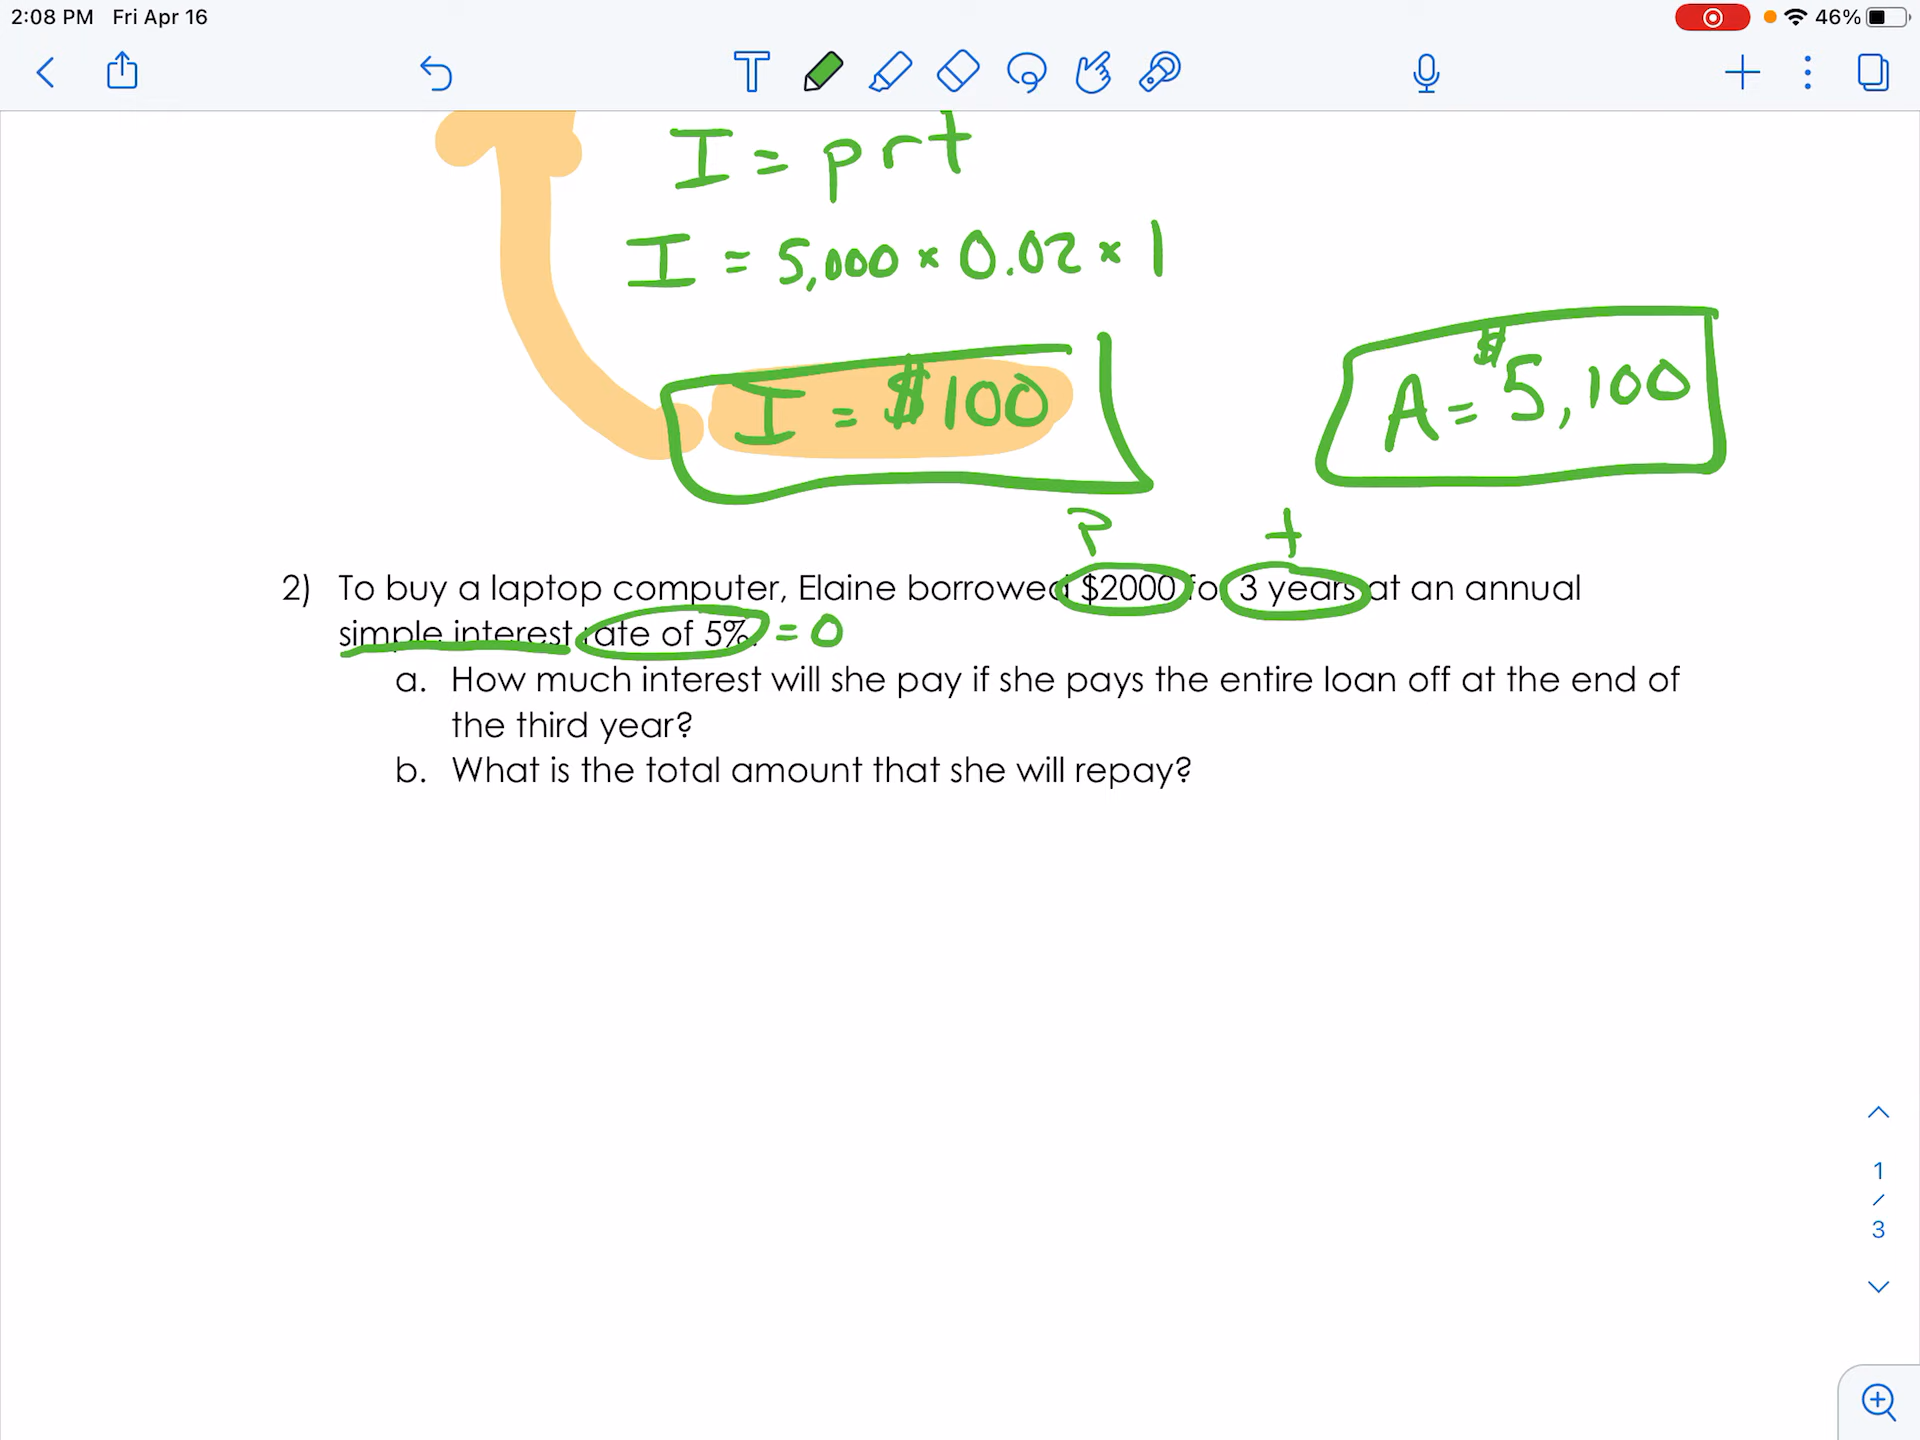 2:08 PM Fri Apr 16 46%
T
I = prt
I = 5,000 × 0.02 × 1
I = $100
A = $5,100
P t
2) To buy a laptop computer, Elaine borrowed $2000 for 3 years at an annual
simple interest rate of 5%. = 0
a. How much interest will she pay if she pays the entire loan off at the end of
the third year?
b. What is the total amount that she will repay?
1
/
3